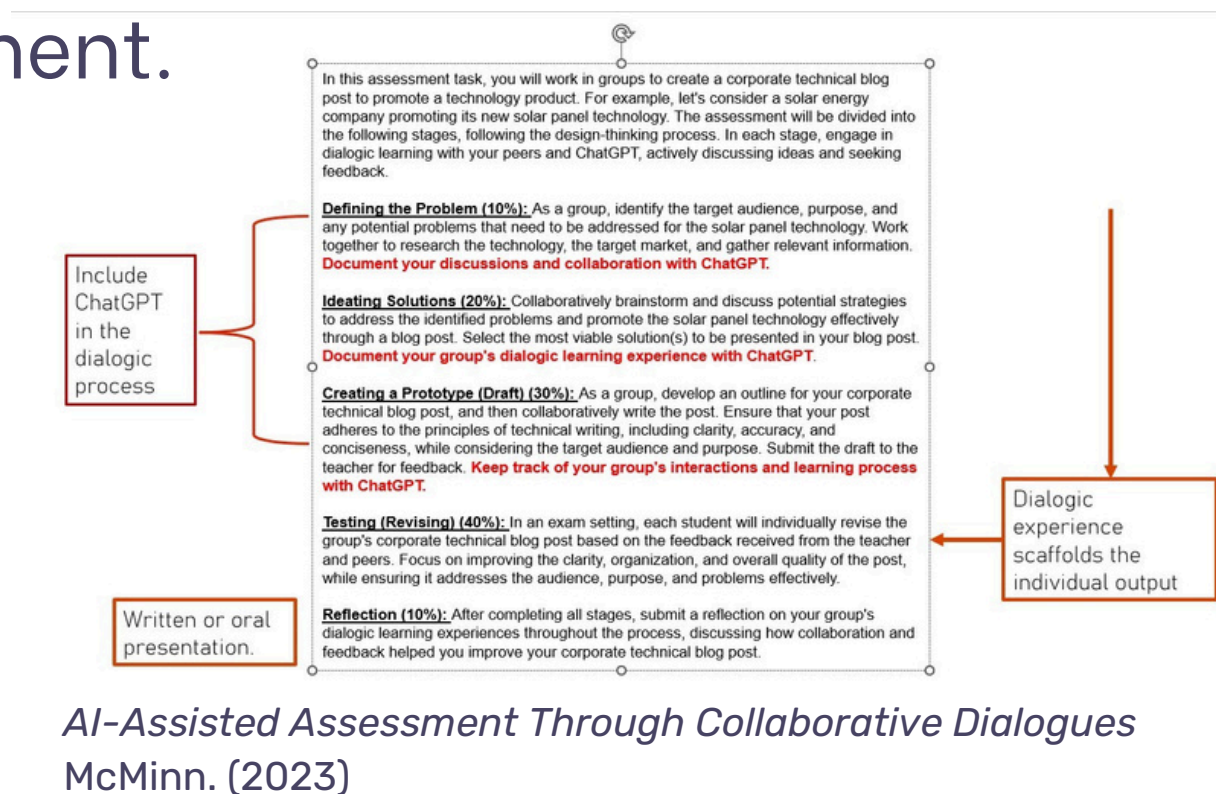 ment.
In this assessment task, you will work in groups to create a corporate technical blog
post to promote a technology product. For example, let's consider a solar energy
company promoting its new solar panel technology. The assessment will be divided into
the following stages, following the design-thinking process. In each stage, engage in
dialogic learning with your peers and ChatGPT, actively discussing ideas and seeking
feedback.
Defining the Problem (10%): As a group, identify the target audience, purpose, and
any potential problems that need to be addressed for the solar panel technology. Work
together to research the technology, the target market, and gather relevant information.
Document your discussions and collaboration with ChatGPT.
Ideating Solutions (20%): Collaboratively brainstorm and discuss potential strategies
to address the identified problems and promote the solar panel technology effectively
through a blog post. Select the most viable solution(s) to be presented in your blog post.
Document your group's dialogic learning experience with ChatGPT.
Creating a Prototype (Draft) (30%): As a group, develop an outline for your corporate
technical blog post, and then collaboratively write the post. Ensure that your post
adheres to the principles of technical writing, including clarity, accuracy, and
conciseness, while considering the target audience and purpose. Submit the draft to the
teacher for feedback. Keep track of your group's interactions and learning process
with ChatGPT.
Testing (Revising) (40%): In an exam setting, each student will individually revise the
group's corporate technical blog post based on the feedback received from the teacher
and peers. Focus on improving the clarity, organization, and overall quality of the post,
while ensuring it addresses the audience, purpose, and problems effectively.
Reflection (10%): After completing all stages, submit a reflection on your group's
dialogic learning experiences throughout the process, discussing how collaboration and
feedback helped you improve your corporate technical blog post.
Include
ChatGPT
in the
dialogic
process
Written or oral
presentation.
Dialogic
experience
scaffolds the
individual output
AI-Assisted Assessment Through Collaborative Dialogues
McMinn. (2023)